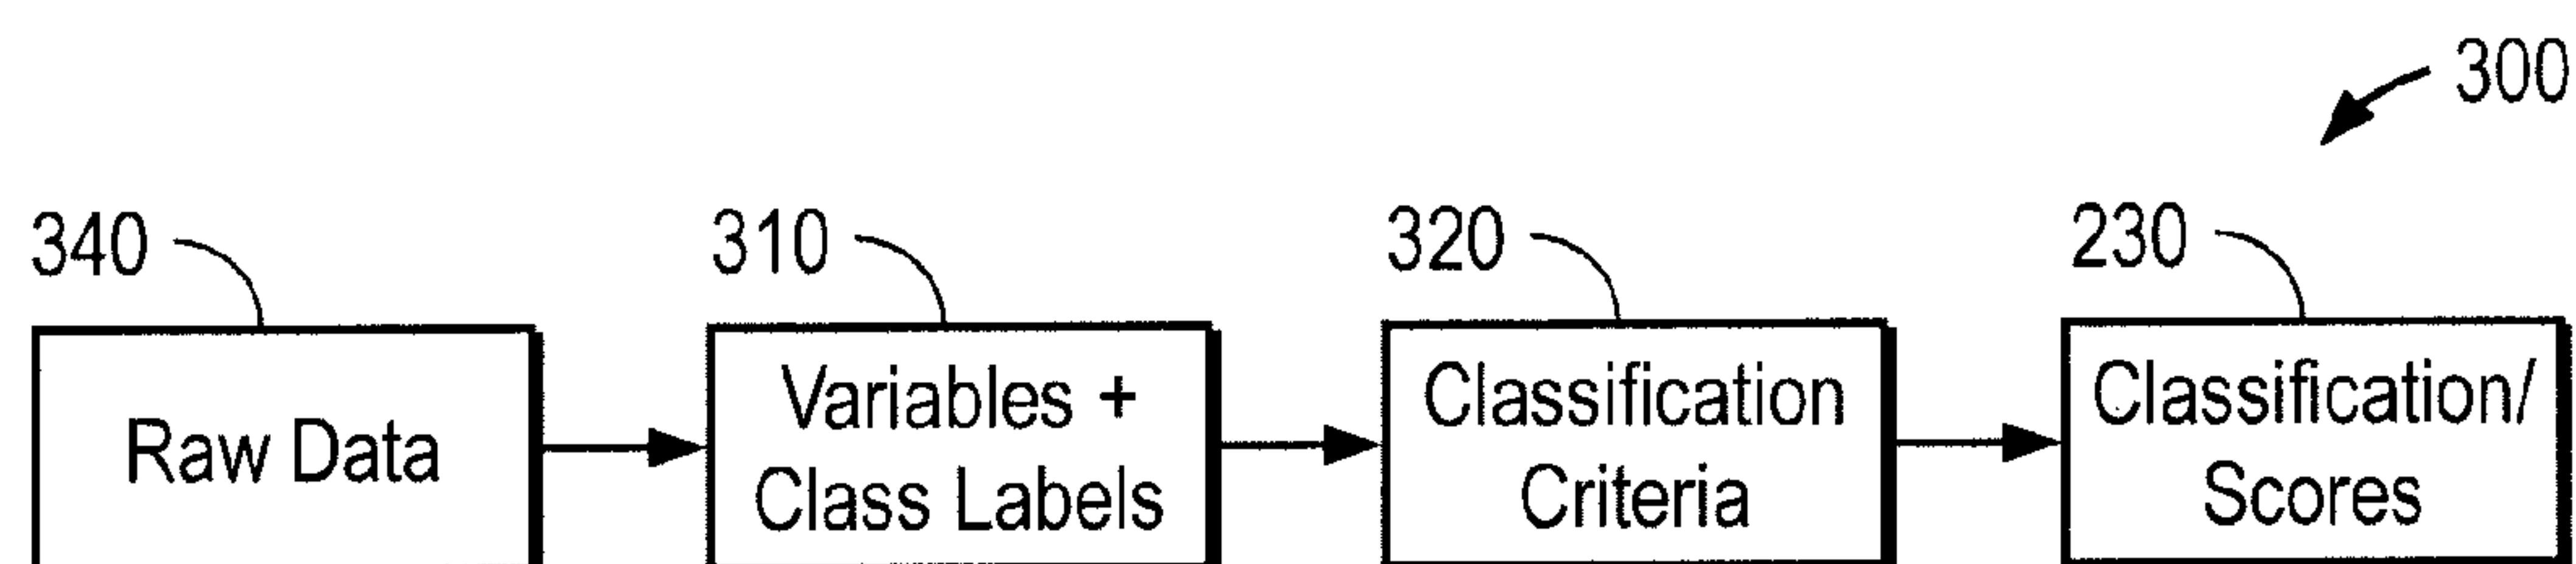 300
340
310
320
230
Raw Data
Variables +
Class Labels
Classification
Criteria
Classification/
Scores